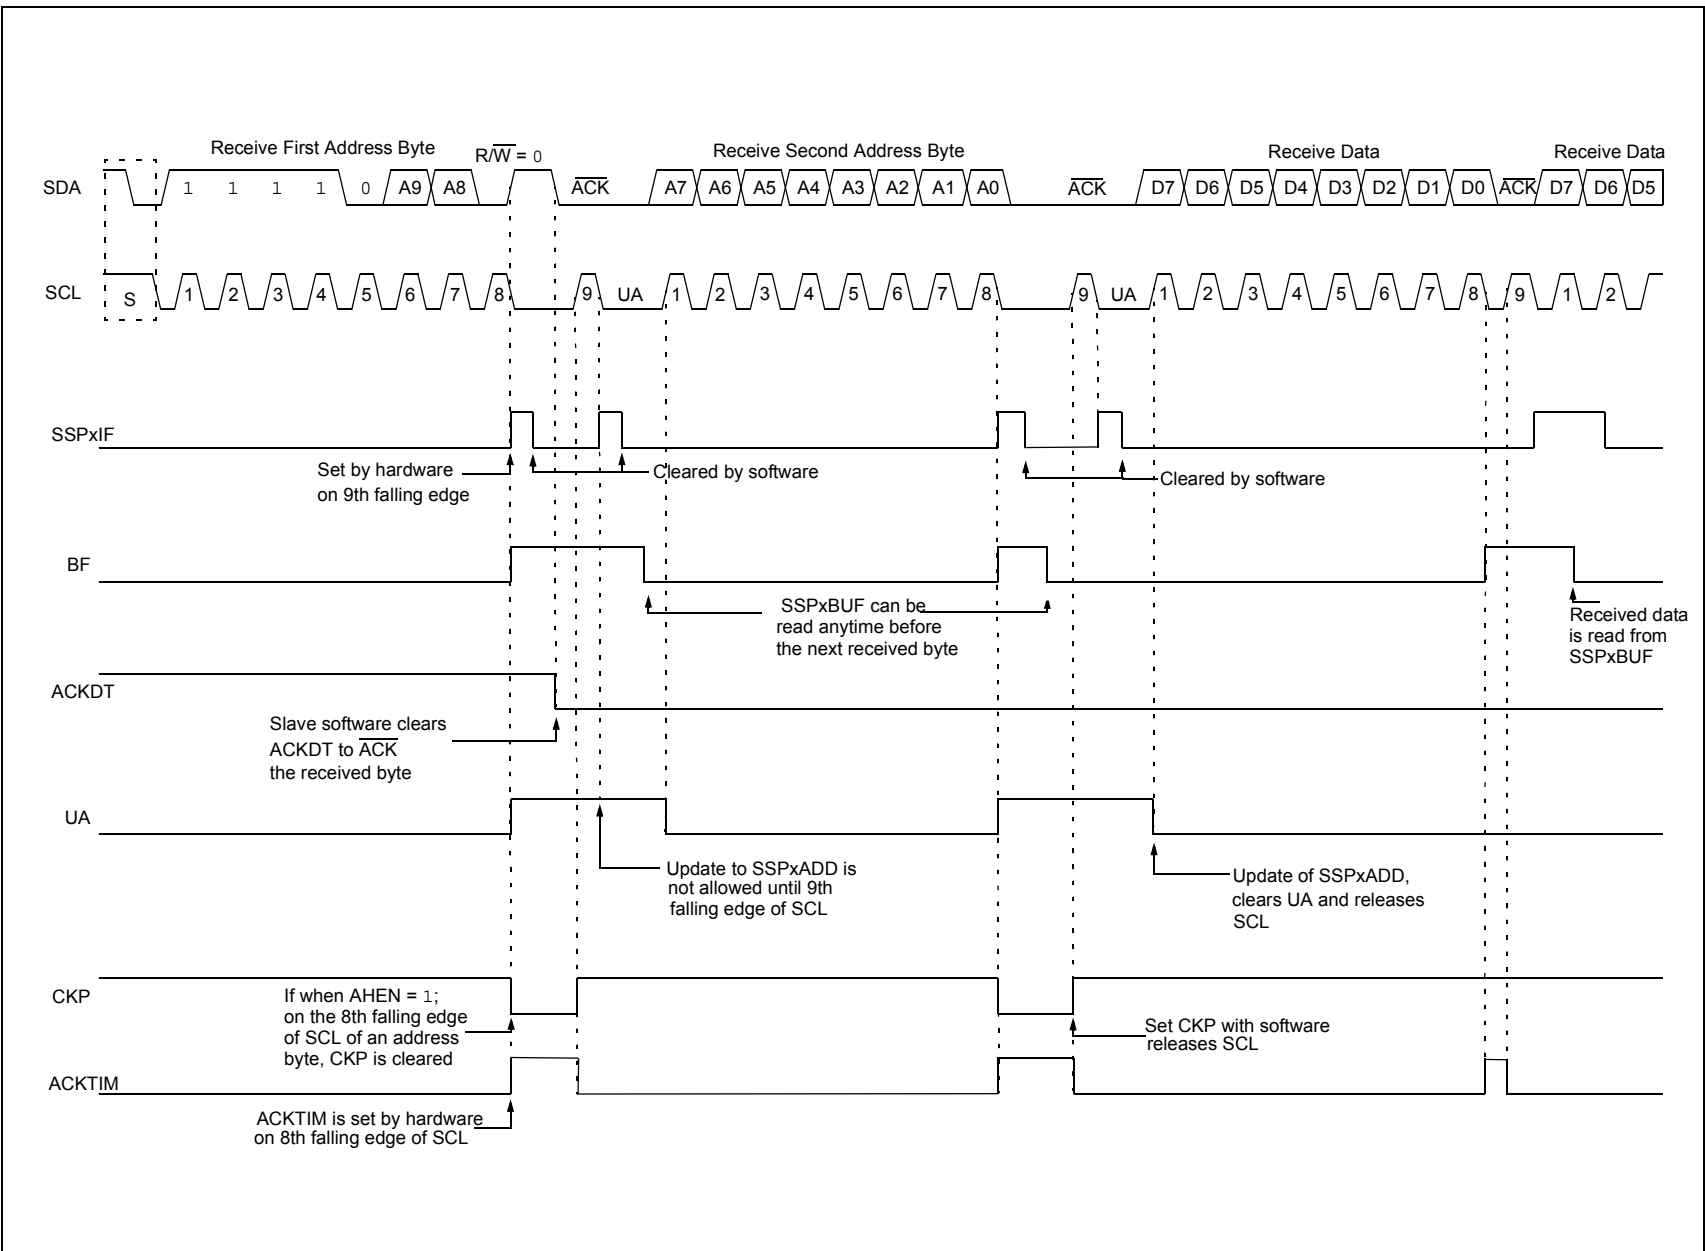 Receive First Address Byte
R/W = 0
Receive Second Address Byte
Receive Data
Receive Data
SDA
1 1 1 1 0 A9 A8 ACK A7 A6 A5 A4 A3 A2 A1 A0 ACK D7 D6 D5 D4 D3 D2 D1 D0 ACK D7 D6 D5
SCL
S 1 2 3 4 5 6 7 8 9 UA 1 2 3 4 5 6 7 8 9 UA 1 2 3 4 5 6 7 8 9 1 2
SSPxIF
Set by hardware
on 9th falling edge
Cleared by software
Cleared by software
BF
SSPxBUF can be
read anytime before
the next received byte
Received data
is read from
SSPxBUF
ACKDT
Slave software clears
ACKDT to ACK
the received byte
UA
Update to SSPxADD is
not allowed until 9th
falling edge of SCL
Update of SSPxADD,
clears UA and releases
SCL
CKP
If when AHEN = 1;
on the 8th falling edge
of SCL of an address
byte, CKP is cleared
Set CKP with software
releases SCL
ACKTIM
ACKTIM is set by hardware
on 8th falling edge of SCL